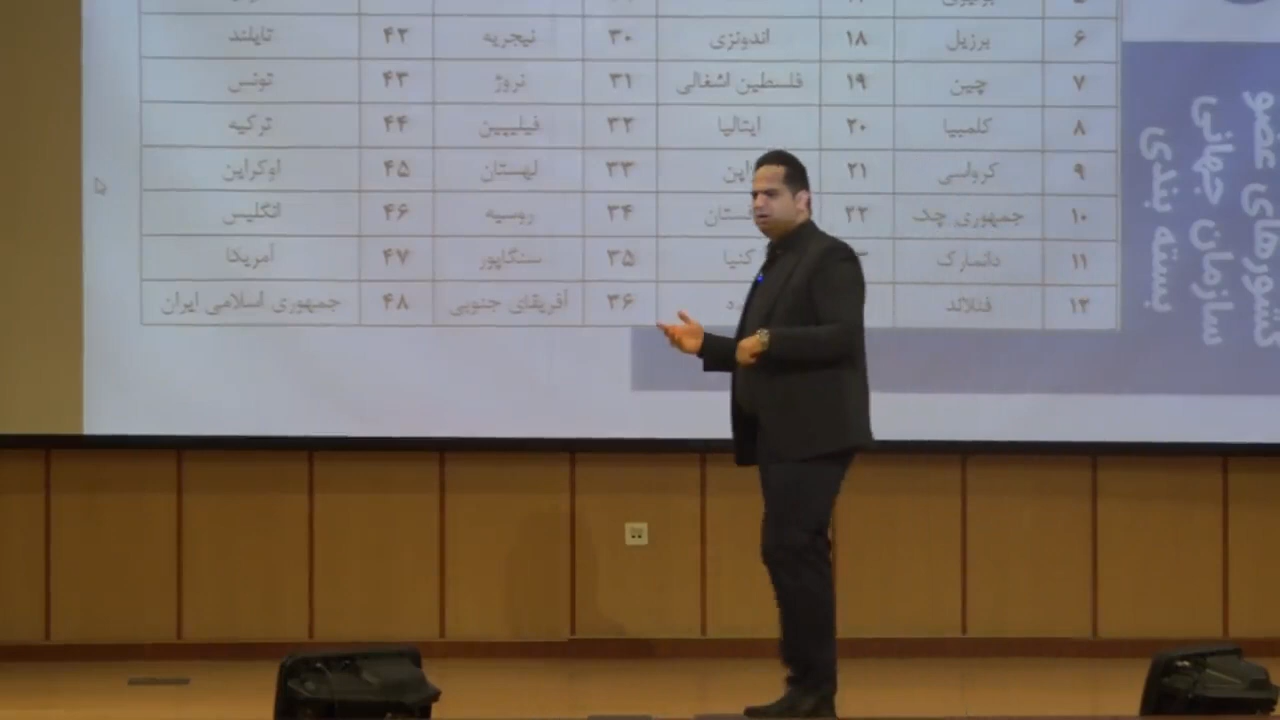 کشورهای عضو
سازمان جهانی
بسته بندی
۶ برزیل ۱۸ اندونزی ۳۰ نیجریه ۴۲ تایلند
۷ چین ۱۹ فلسطین اشغالی ۳۱ نروژ ۴۳ تونس
۸ کلمبیا ۲۰ ایتالیا ۳۲ فیلیپین ۴۴ ترکیه
۹ کرواسی ۲۱ ۳۳ لهستان ۴۵ اوکراین
۱۰ جمهوری چک ۲۲ ۳۴ روسیه ۴۶ انگلیس
۱۱ دانمارک کنیا ۳۵ سنگاپور ۴۷ آمریکا
۱۲ فنلاند ۳۶ آفریقای جنوبی ۴۸ جمهوری اسلامی ایران